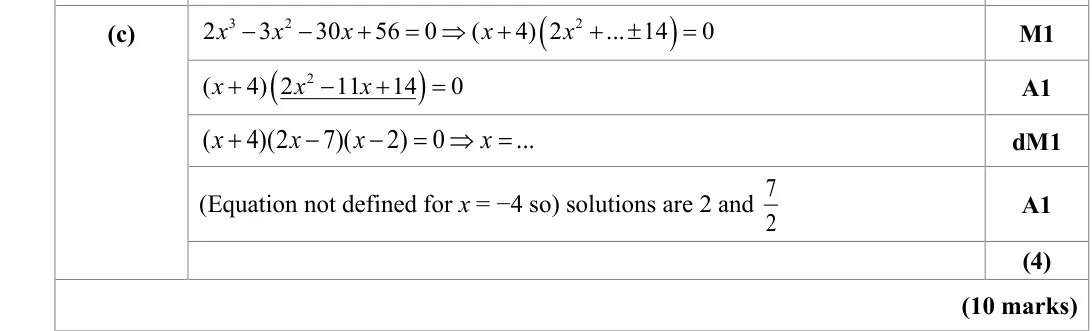 (c) 2x³ − 3x² − 30x + 56 = 0 ⇒ (x + 4)(2x² + ... ± 14) = 0 M1
(x + 4)(2x² − 11x + 14) = 0 A1
(x + 4)(2x − 7)(x − 2) = 0 ⇒ x = ... dM1
(Equation not defined for x = −4 so) solutions are 2 and 7/2 A1
(4)
(10 marks)